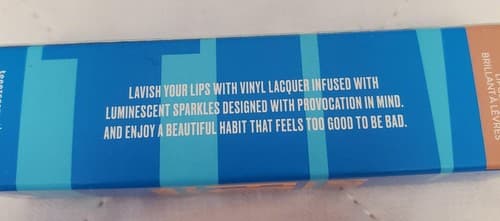 LAVISH YOUR LIPS WITH VINYL LACQUER INFUSED WITH
LUMINESCENT SPARKLES DESIGNED WITH PROVOCATION IN MIND.
AND ENJOY A BEAUTIFUL HABIT THAT FEELS TOO GOOD TO BE BAD.
BRILLANT À LÈVRES